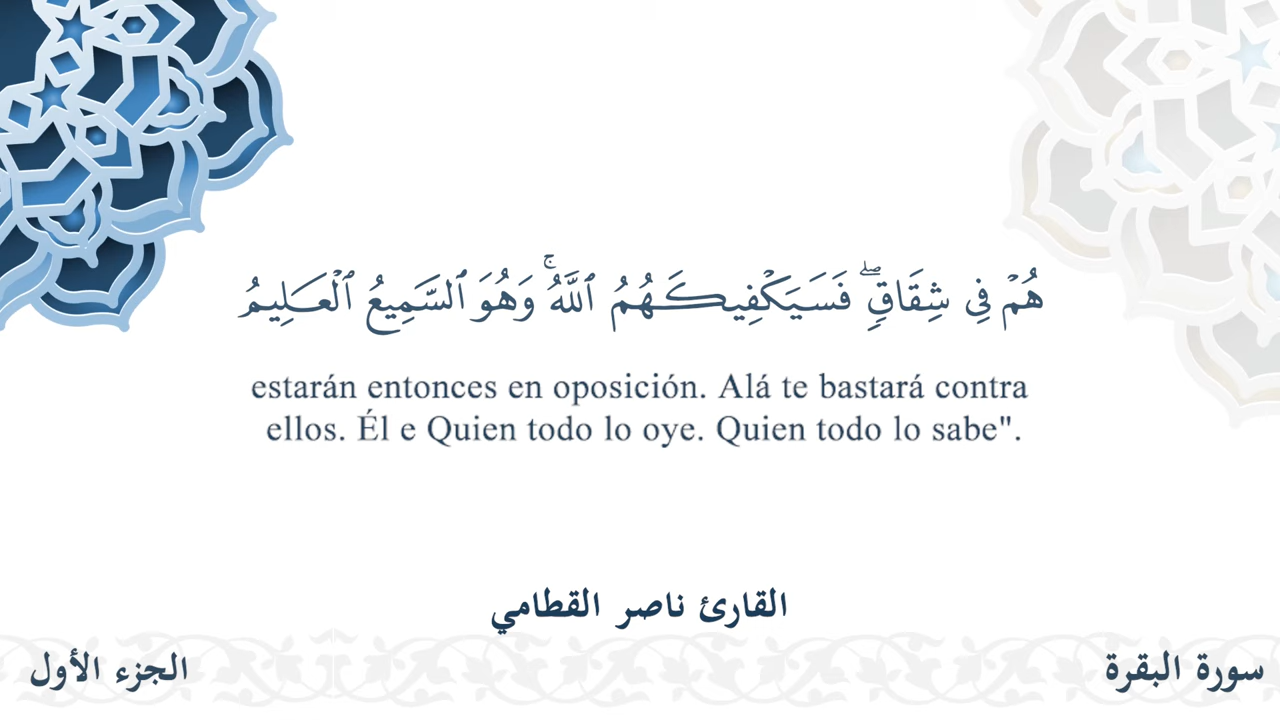 هُمۡ فِي شِقَاقٖۖ فَسَيَكۡفِيكَهُمُ ٱللَّهُۚ وَهُوَ ٱلسَّمِيعُ ٱلۡعَلِيمُ
estarán entonces en oposición. Alá te bastará contra
ellos. Él e Quien todo lo oye. Quien todo lo sabe".
القارئ ناصر القطامي
سورة البقرة
الجزء الأول